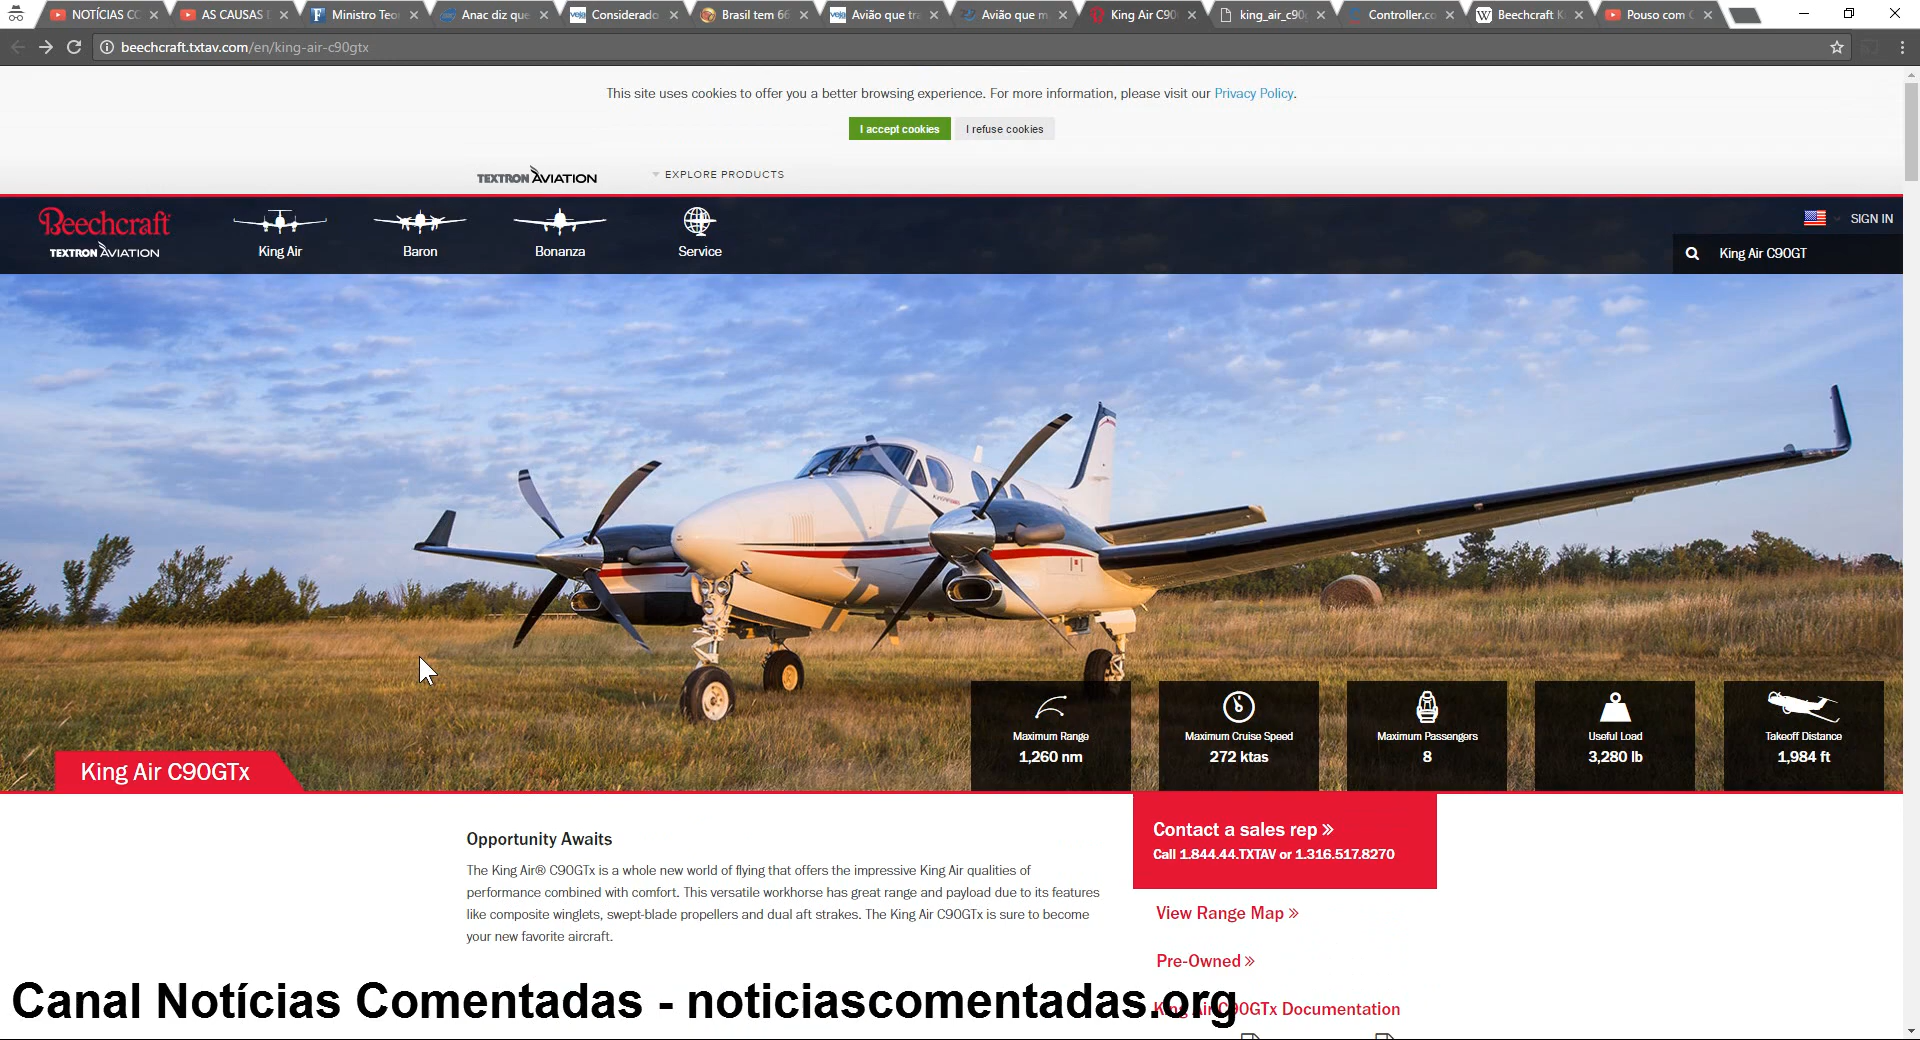 NOTÍCIAS CO
AS CAUSAS D
Ministro Teor
Anac diz que
Considerado
Brasil tem 66
Avião que tra
Avião que m
King Air C90
king_air_c90g
Controller.co
Beechcraft K
Pouso com C
beechcraft.txtav.com/en/king-air-c90gtx
This site uses cookies to offer you a better browsing experience. For more information, please visit our Privacy Policy.
I accept cookies
I refuse cookies
TEXTRON AVIATION
EXPLORE PRODUCTS
Beechcraft
TEXTRON AVIATION
King Air
Baron
Bonanza
Service
SIGN IN
King Air C90GT
Maximum Range
1,260 nm
Maximum Cruise Speed
272 ktas
Maximum Passengers
8
Useful Load
3,280 lb
Takeoff Distance
1,984 ft
King Air C90GTx
Opportunity Awaits
The King Air® C90GTx is a whole new world of flying that offers the impressive King Air qualities of
performance combined with comfort. This versatile workhorse has great range and payload due to its features
like composite winglets, swept-blade propellers and dual aft strakes. The King Air C90GTx is sure to become
your new favorite aircraft.
Contact a sales rep »
Call 1.844.44.TXTAV or 1.316.517.8270
View Range Map »
Pre-Owned »
King Air C90GTx Documentation
Canal Notícias Comentadas - noticiascomentadas.org